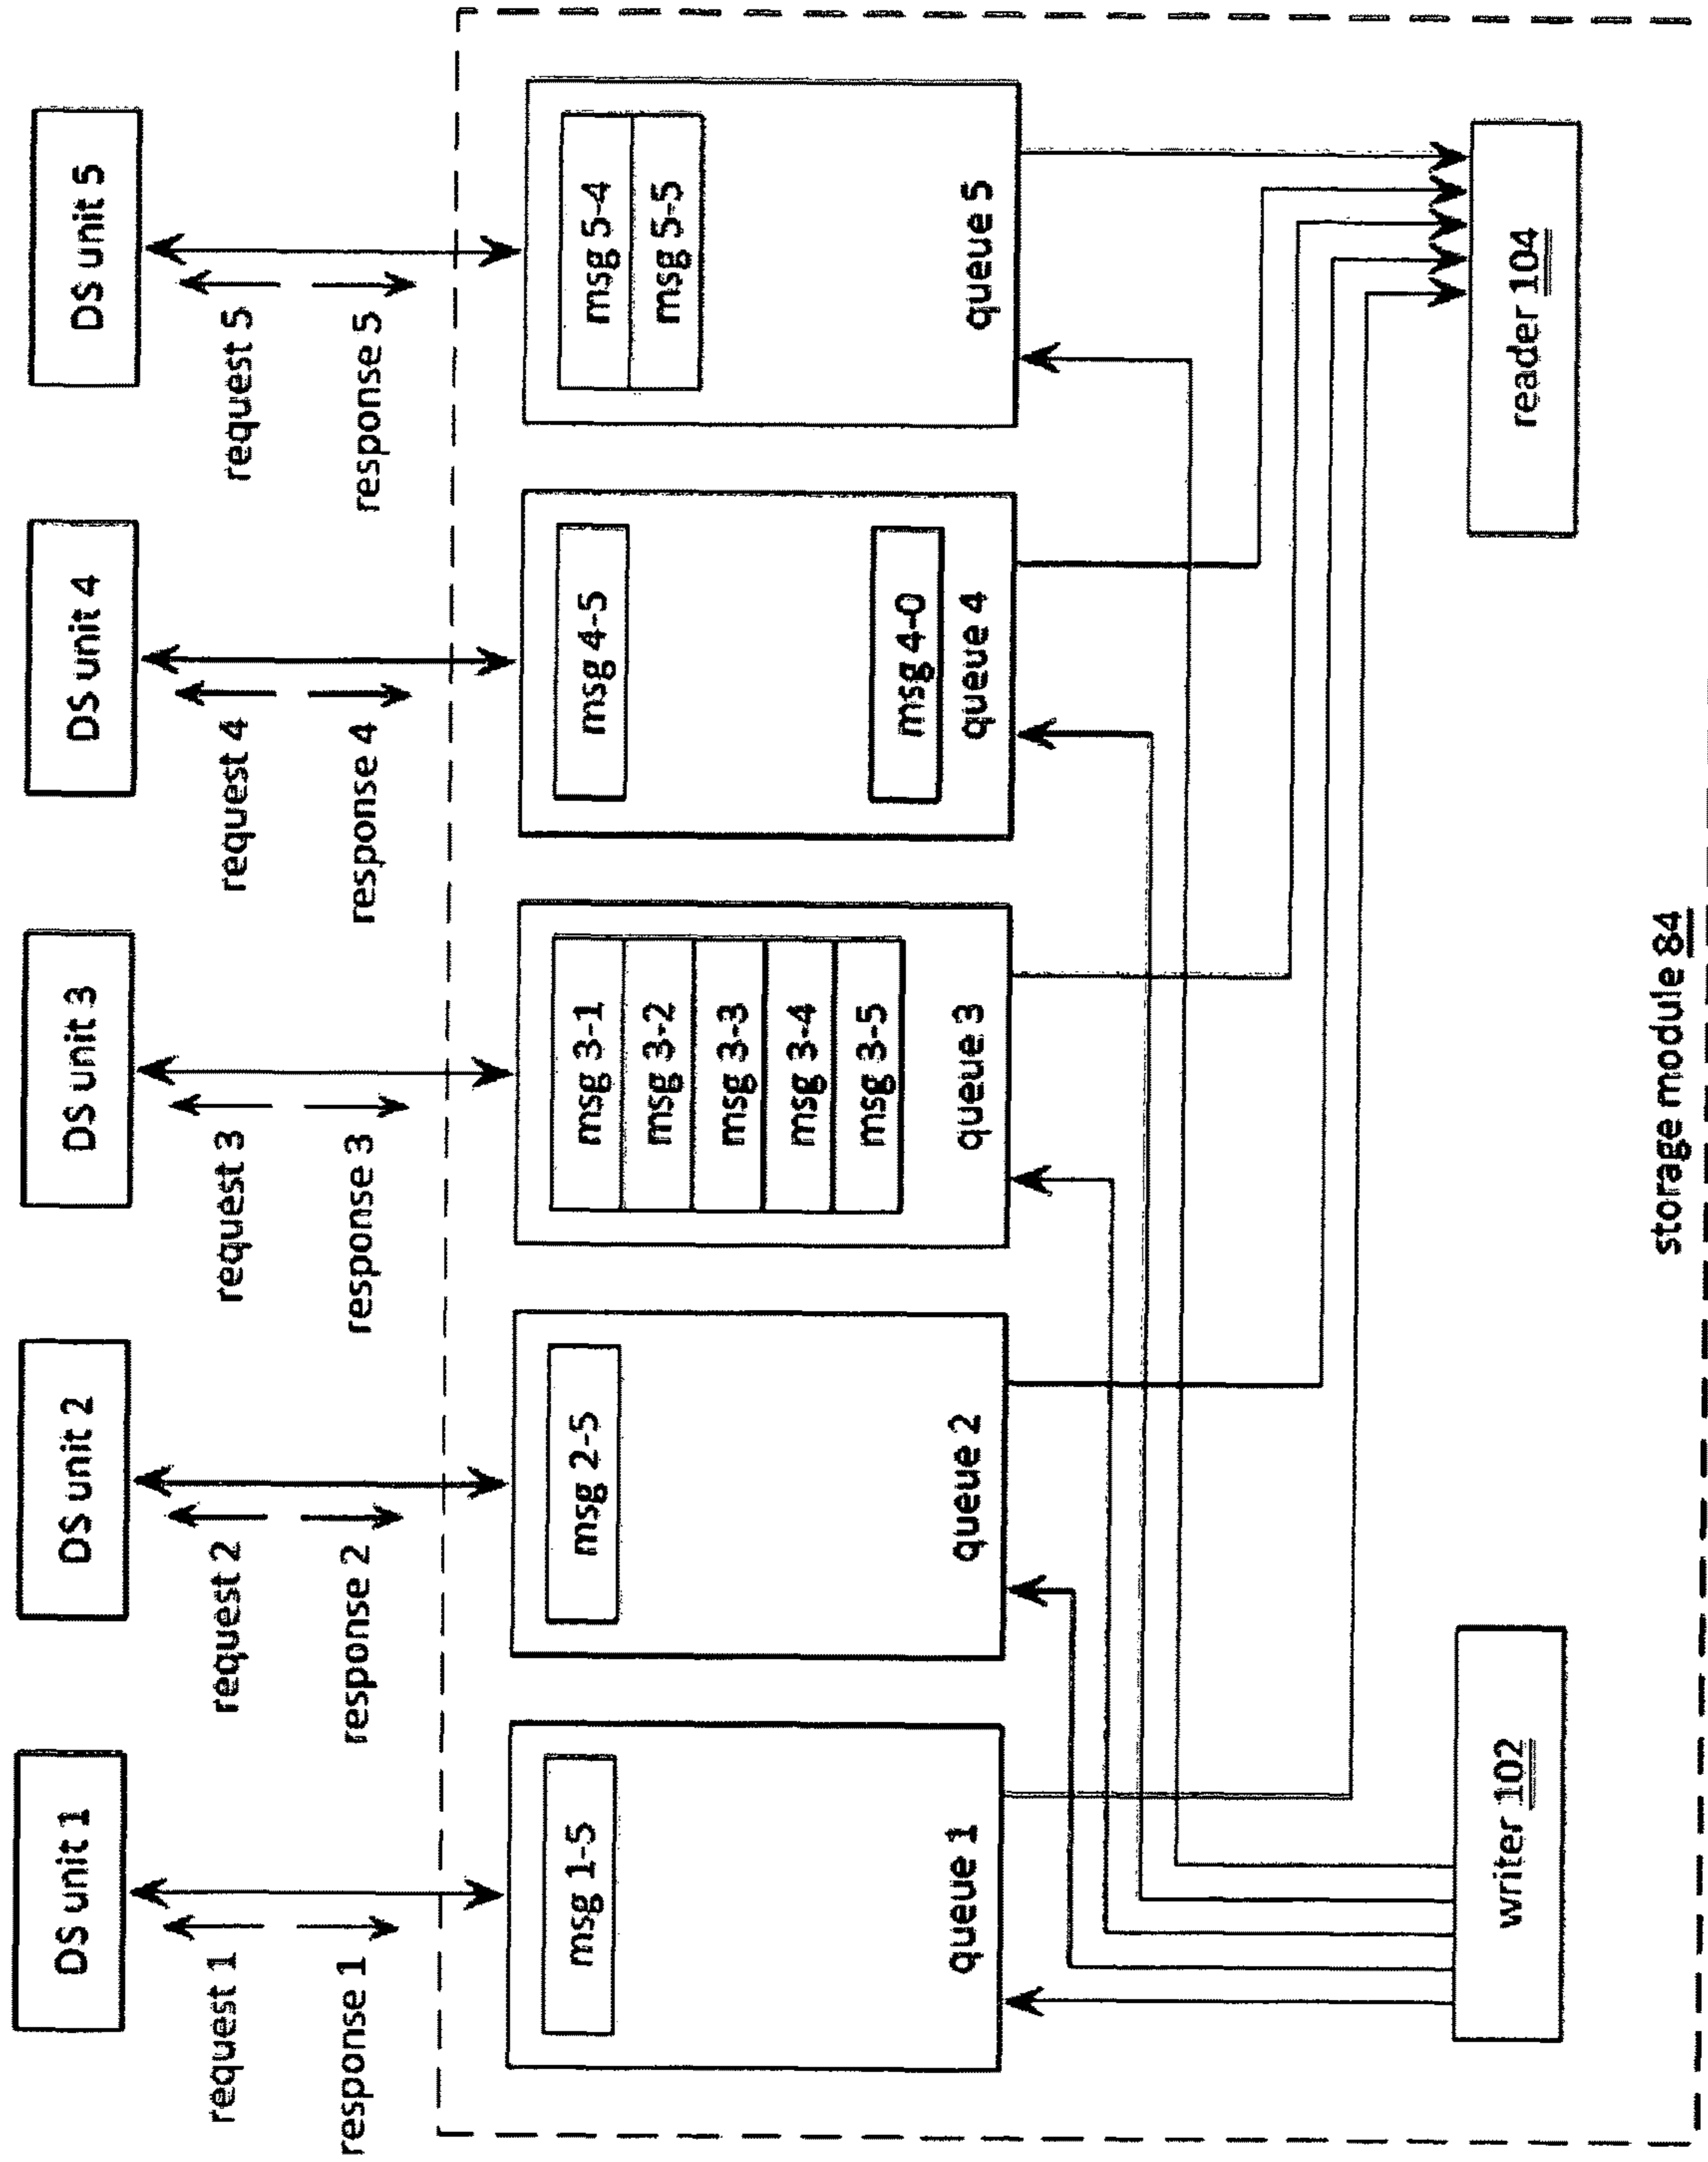 DS unit 1
DS unit 2
DS unit 3
DS unit 4
DS unit 5
request 1
request 2
request 3
request 4
request 5
response 1
response 2
response 3
response 4
response 5
msg 1-5
queue 1
msg 2-5
queue 2
msg 3-1
msg 3-2
msg 3-3
msg 3-4
msg 3-5
queue 3
msg 4-5
msg 4-0
queue 4
msg 5-4
msg 5-5
queue 5
writer 102
reader 104
storage module 84